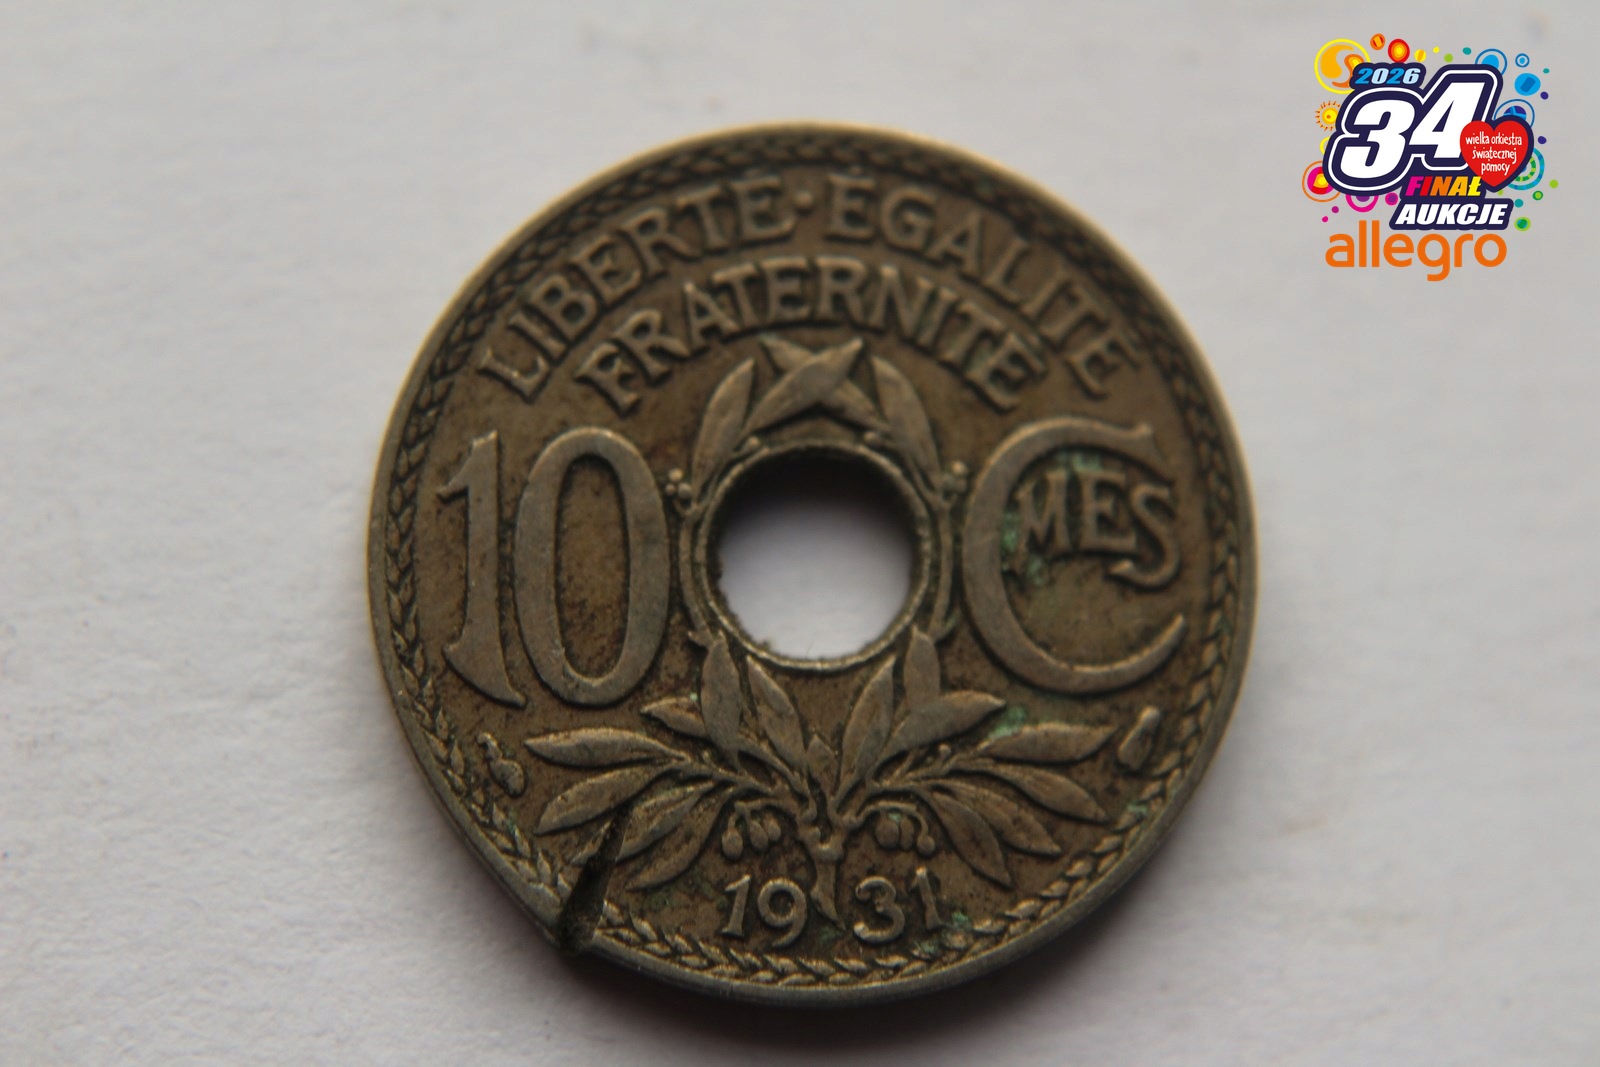 LIBERTE·EGALITE
FRATERNITE
10 CMES
1931
2026
34
wielka orkiestra
świątecznej
pomocy
FINAŁ
AUKCJE
allegro